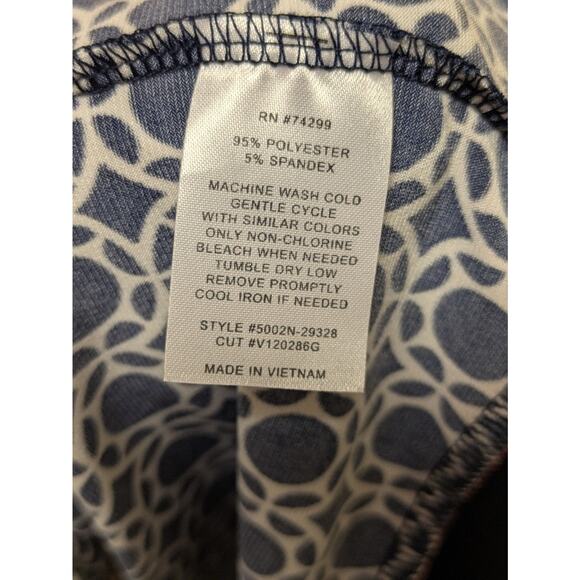 RN #74299
95% POLYESTER
5% SPANDEX
MACHINE WASH COLD
GENTLE CYCLE
WITH SIMILAR COLORS
ONLY NON-CHLORINE
BLEACH WHEN NEEDED
TUMBLE DRY LOW
REMOVE PROMPTLY
COOL IRON IF NEEDED
STYLE #5002N-29328
CUT #V120286G
MADE IN VIETNAM